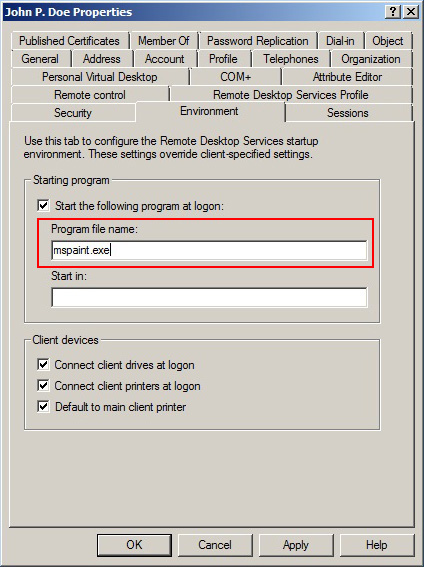 John P. Doe Properties
Published Certificates Member Of Password Replication Dial-in Object
General Address Account Profile Telephones Organization
Personal Virtual Desktop COM+ Attribute Editor
Remote control Remote Desktop Services Profile
Security Environment Sessions
Use this tab to configure the Remote Desktop Services startup
environment. These settings override client-specified settings.
Starting program
Start the following program at logon:
Program file name:
mspaint.exe
Start in:
Client devices
Connect client drives at logon
Connect client printers at logon
Default to main client printer
OK Cancel Apply Help